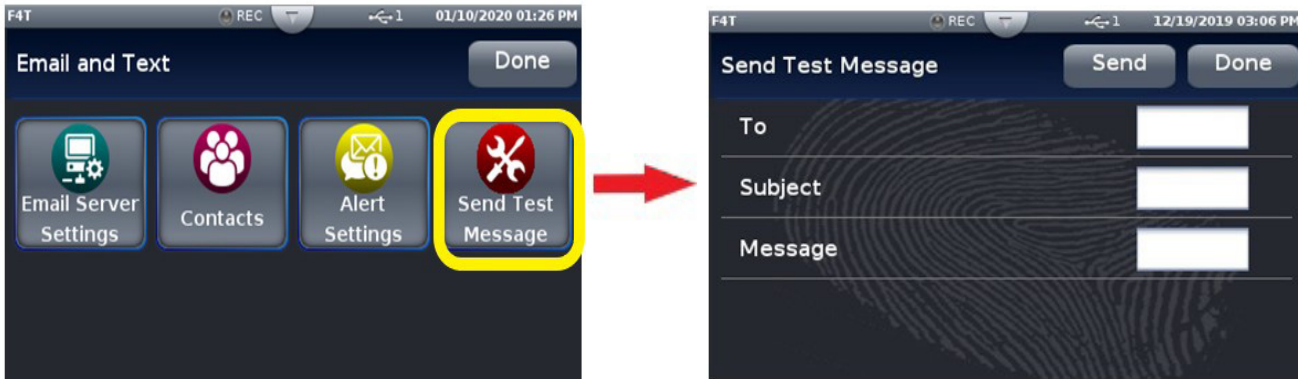 F4T REC 1 01/10/2020 01:26 PM
Email and Text Done
Email Server
Settings
Contacts
Alert
Settings
Send Test
Message
F4T REC 1 12/19/2019 03:06 PM
Send Test Message Send Done
To
Subject
Message